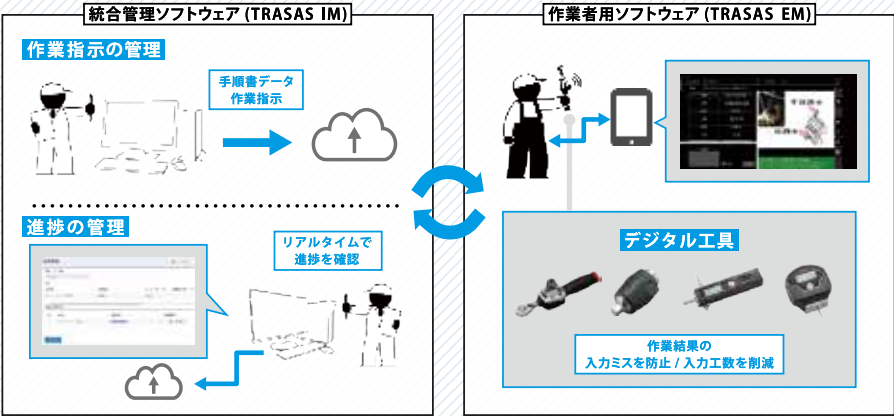 統合管理ソフトウェア (TRASAS IM)
作業指示の管理
手順書データ
作業指示
進捗の管理
リアルタイムで
進捗を確認
作業者用ソフトウェア (TRASAS EM)
デジタル工具
作業結果の
入力ミスを防止 / 入力工数を削減